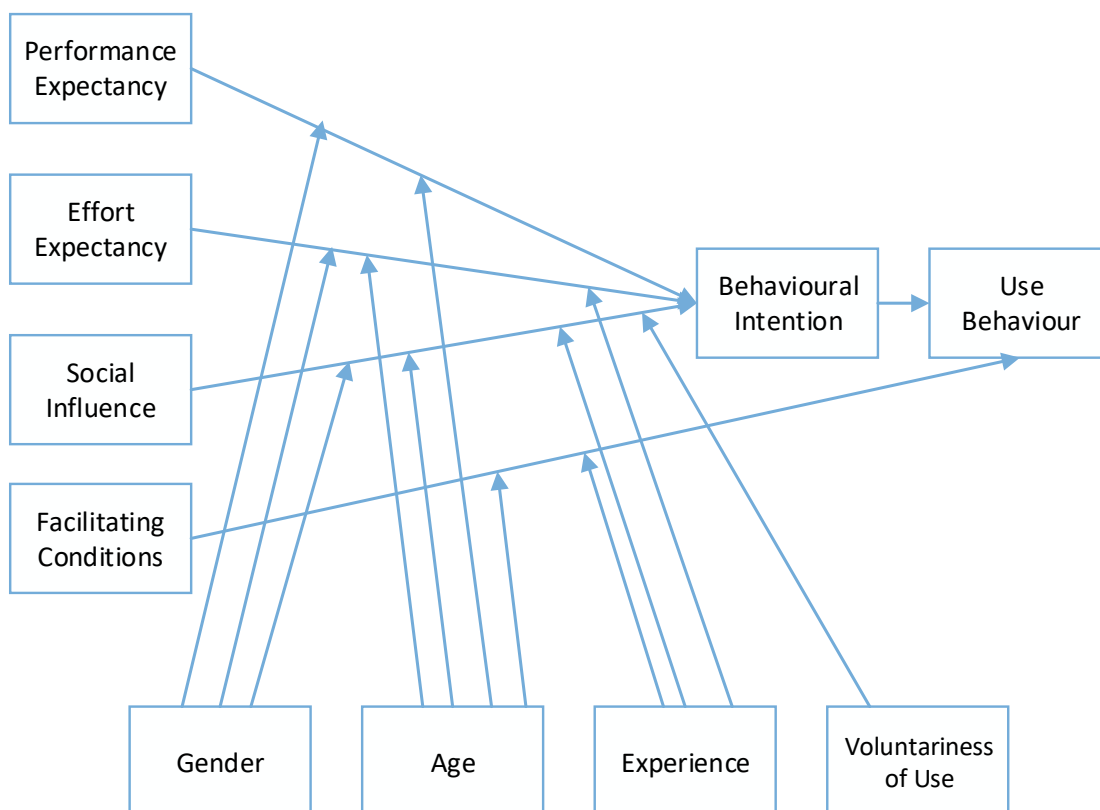 Performance
Expectancy
Effort
Expectancy
Social
Influence
Facilitating
Conditions
Behavioural
Intention
Use
Behaviour
Gender
Age
Experience
Voluntariness
of Use